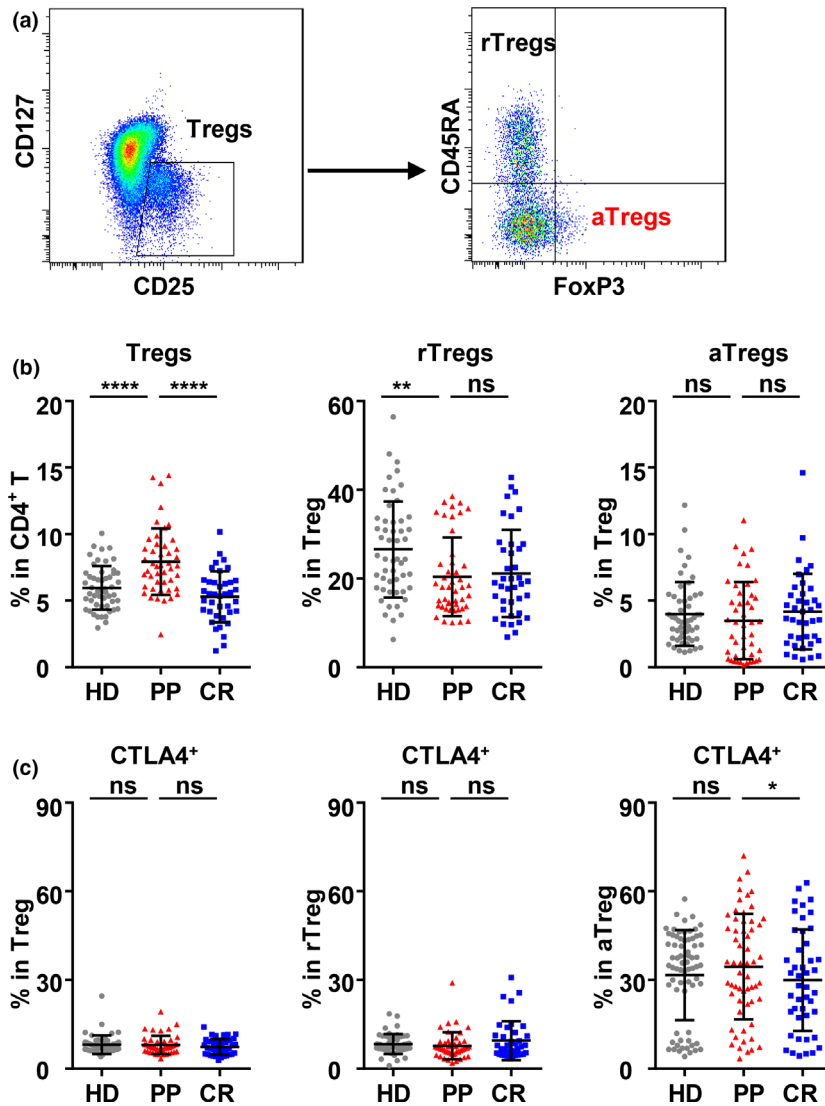 (a)
CD127
Tregs
CD25
rTregs
CD45RA
aTregs
FoxP3
(b)
Tregs
**** ****
% in CD4⁺ T
20
15
10
5
0
HD PP CR
rTregs
** ns
% in Treg
60
40
20
0
HD PP CR
aTregs
ns ns
% in Treg
20
15
10
5
0
HD PP CR
(c)
CTLA4⁺
ns ns
% in Treg
90
60
30
0
HD PP CR
CTLA4⁺
ns ns
% in rTreg
90
60
30
0
HD PP CR
CTLA4⁺
ns *
% in aTreg
90
60
30
0
HD PP CR